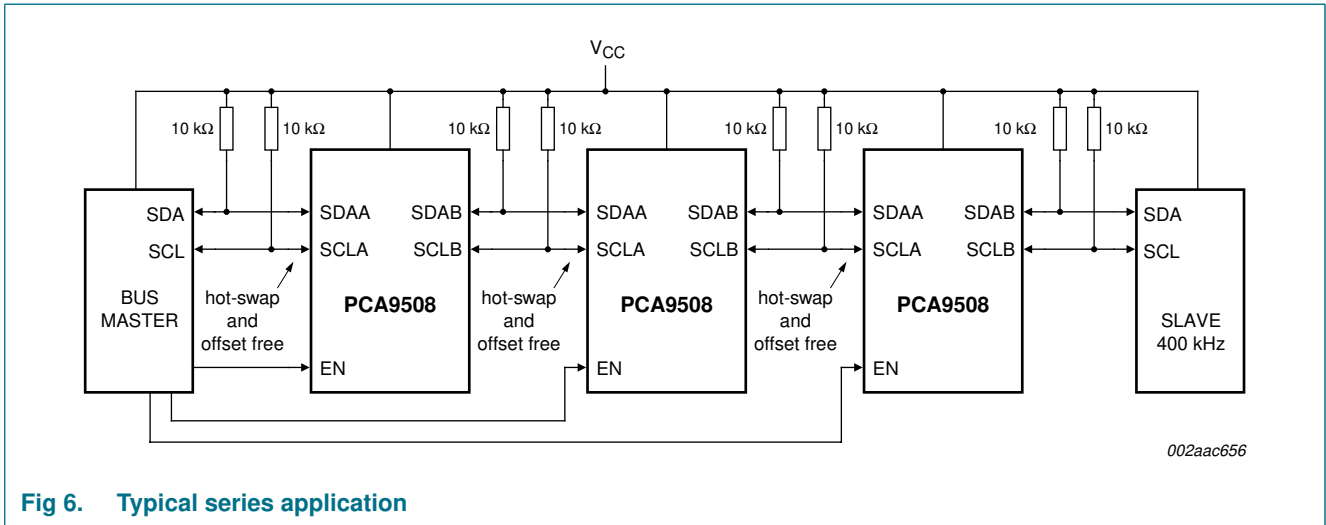 VCC
10 kΩ 10 kΩ 10 kΩ 10 kΩ 10 kΩ 10 kΩ 10 kΩ 10 kΩ
SDA SDAA SDAB SDAA SDAB SDAA SDAB SDA
SCL SCLA SCLB SCLA SCLB SCLA SCLB SCL
BUS
MASTER
hot-swap
and
offset free
PCA9508
EN
hot-swap
and
offset free
PCA9508
EN
hot-swap
and
offset free
PCA9508
EN
SLAVE
400 kHz
002aac656
Fig 6. Typical series application